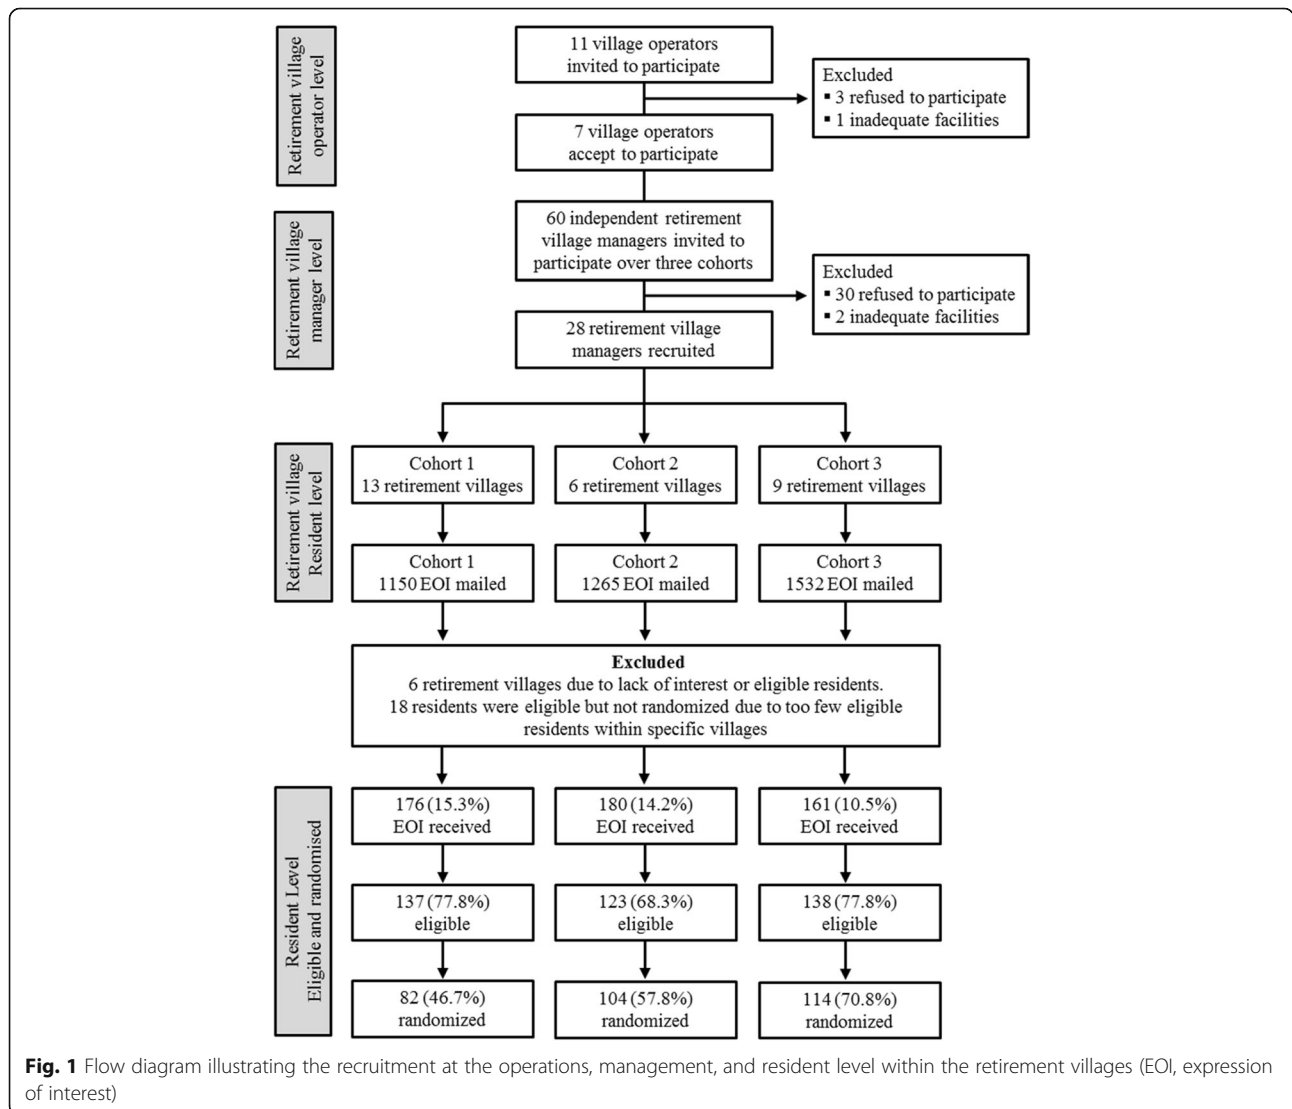 Retirement village
operator level
11 village operators
invited to participate
Excluded
▪ 3 refused to participate
▪ 1 inadequate facilities
7 village operators
accept to participate
Retirement village
manager level
60 independent retirement
village managers invited to
participate over three cohorts
Excluded
▪ 30 refused to participate
▪ 2 inadequate facilities
28 retirement village
managers recruited
Retirement village
Resident level
Cohort 1
13 retirement villages
Cohort 2
6 retirement villages
Cohort 3
9 retirement villages
Cohort 1
1150 EOI mailed
Cohort 2
1265 EOI mailed
Cohort 3
1532 EOI mailed
Excluded
6 retirement villages due to lack of interest or eligible residents.
18 residents were eligible but not randomized due to too few eligible
residents within specific villages
Resident Level
Eligible and randomised
176 (15.3%)
EOI received
180 (14.2%)
EOI received
161 (10.5%)
EOI received
137 (77.8%)
eligible
123 (68.3%)
eligible
138 (77.8%)
eligible
82 (46.7%)
randomized
104 (57.8%)
randomized
114 (70.8%)
randomized
Fig. 1 Flow diagram illustrating the recruitment at the operations, management, and resident level within the retirement villages (EOI, expression
of interest)